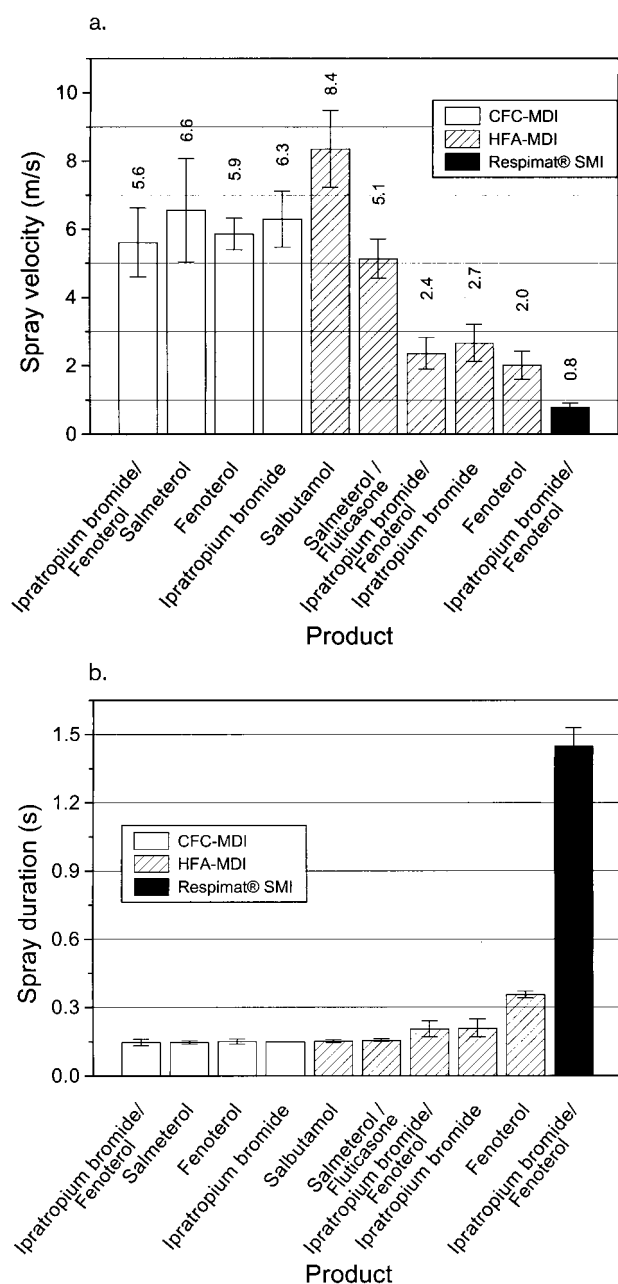 a.
Spray velocity (m/s)
10
8
6
4
2
0
5.6
6.6
5.9
6.3
8.4
5.1
2.4
2.7
2.0
0.8
CFC-MDI
HFA-MDI
Respimat® SMI
Ipratropium bromide/
Fenoterol
Salmeterol
Fenoterol
Ipratropium bromide
Salbutamol
Salmeterol /
Fluticasone
Ipratropium bromide/
Fenoterol
Ipratropium bromide
Fenoterol
Ipratropium bromide/
Fenoterol
Product
b.
Spray duration (s)
1.5
1.2
0.9
0.6
0.3
0.0
CFC-MDI
HFA-MDI
Respimat® SMI
Ipratropium bromide/
Fenoterol
Salmeterol
Fenoterol
Ipratropium bromide
Salbutamol
Salmeterol /
Fluticasone
Ipratropium bromide/
Fenoterol
Ipratropium bromide
Fenoterol
Ipratropium bromide/
Fenoterol
Product